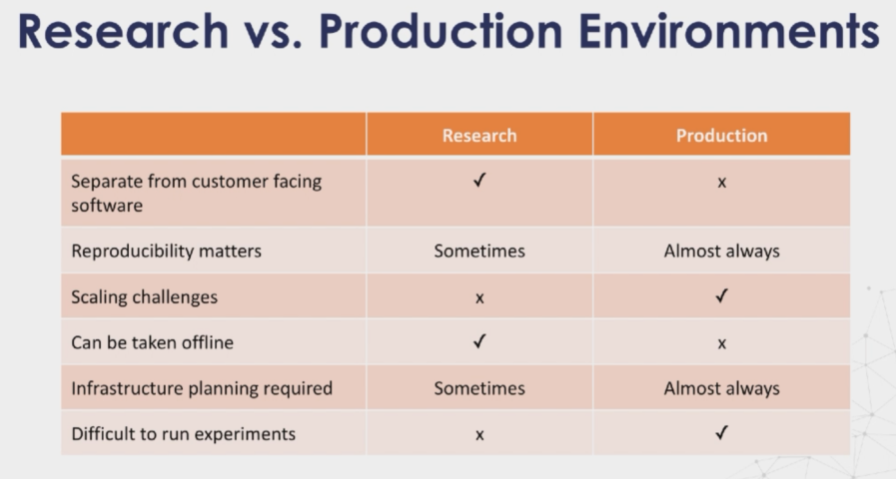 Research vs. Production Environments
Research Production
Separate from customer facing
software ✓ x
Reproducibility matters Sometimes Almost always
Scaling challenges x ✓
Can be taken offline ✓ x
Infrastructure planning required Sometimes Almost always
Difficult to run experiments x ✓